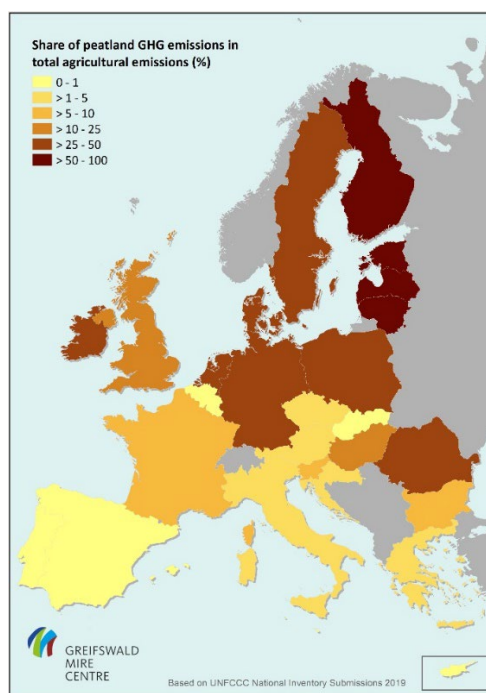 Share of peatland GHG emissions in
total agricultural emissions (%)
0 - 1
> 1 - 5
> 5 - 10
> 10 - 25
> 25 - 50
> 50 - 100
GREIFSWALD
MIRE
CENTRE
Based on UNFCCC National Inventory Submissions 2019